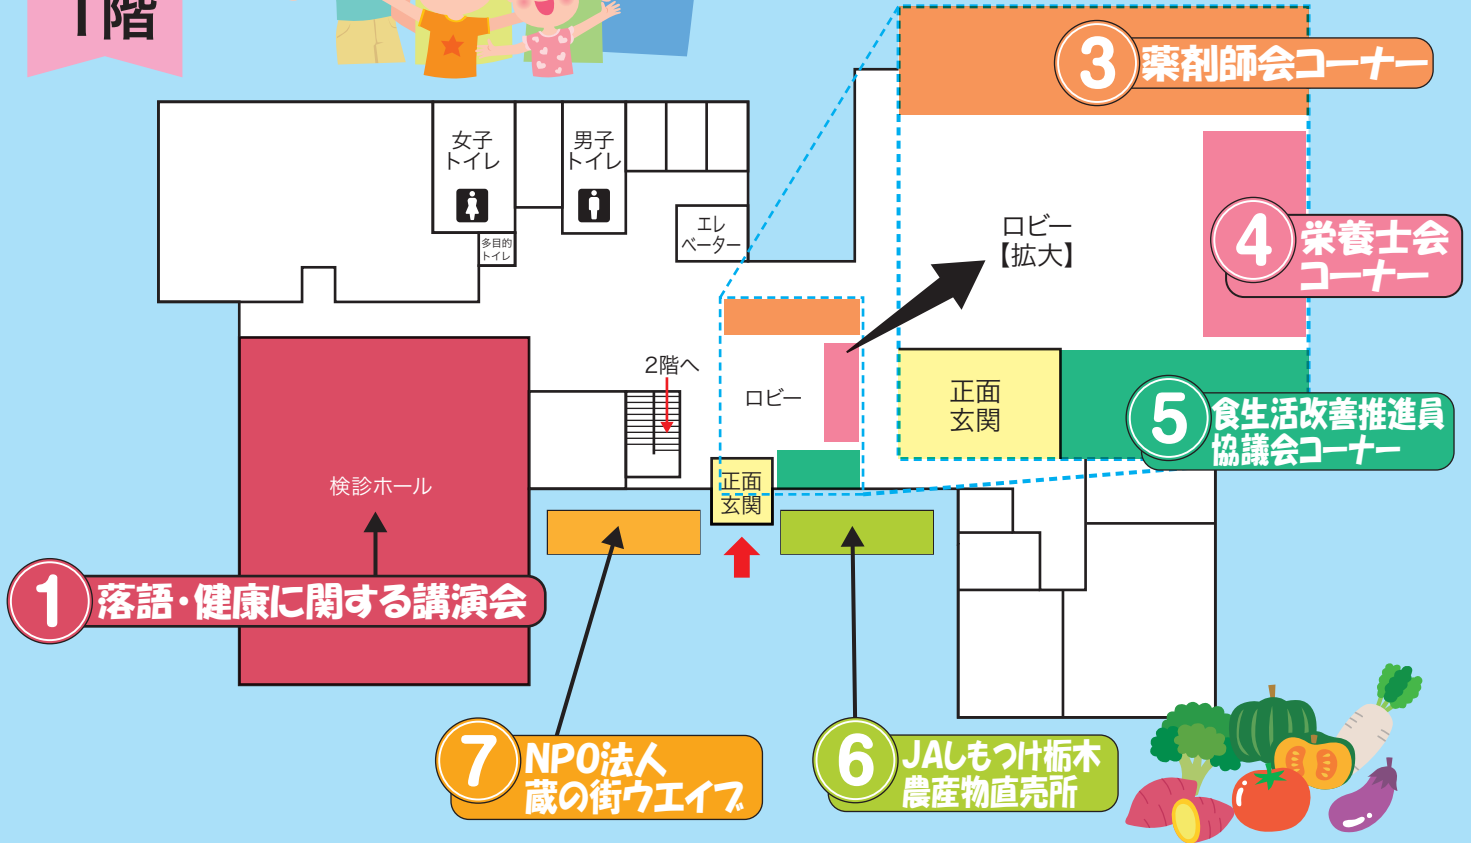 1階
③ 薬剤師会コーナー
女子
トイレ
男子
トイレ
多目的
トイレ
エレ
ベーター
ロビー
【拡大】
④ 栄養士会
コーナー
2階へ
ロビー
正面
玄関
⑤ 食生活改善推進員
協議会コーナー
検診ホール
正面
玄関
① 落語・健康に関する講演会
⑦ NPO法人
蔵の街ウエイブ
⑥ JAしもつけ栃木
農産物直売所